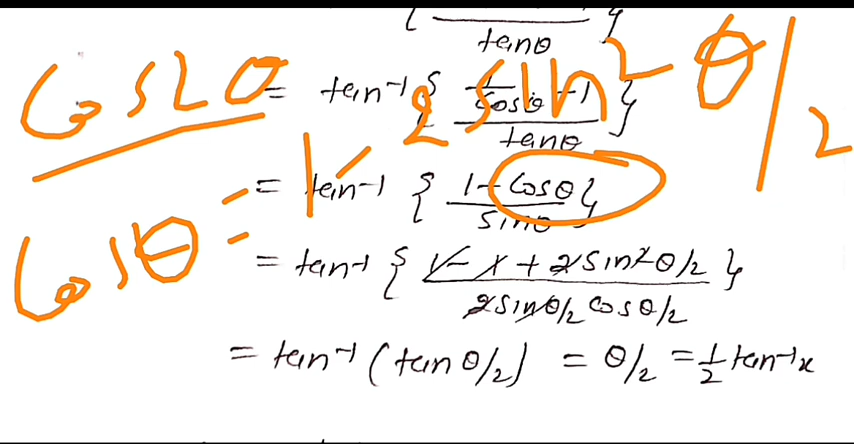 { / tanθ }
= tan⁻¹ { (1/cosθ - 1) / tanθ }
= tan⁻¹ { (1 - cosθ) / sinθ }
= tan⁻¹ { (1 - 1 + 2sin²θ/2) / (2sinθ/2 cosθ/2) }
= tan⁻¹ (tan θ/2) = θ/2 = 1/2 tan⁻¹x
Cos2θ
Cosθ = 1 - 2sin²θ/2